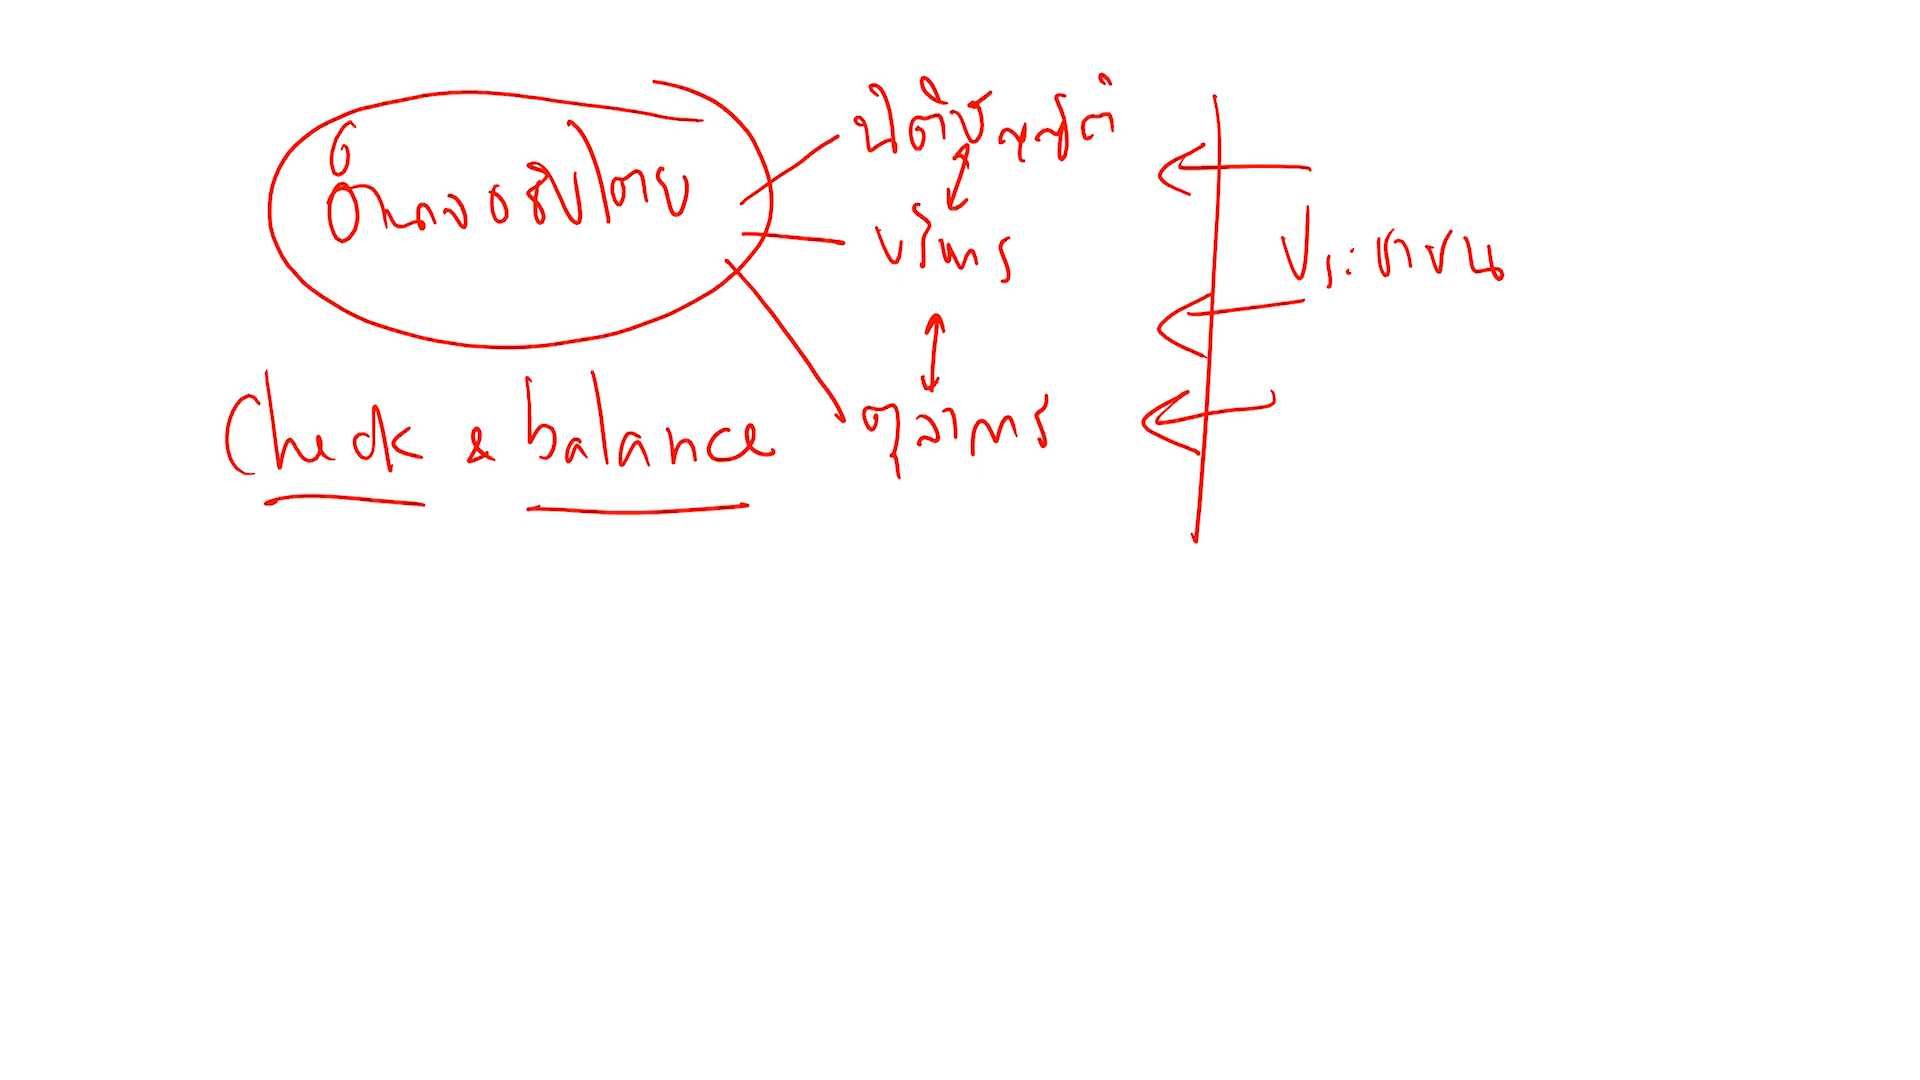 อำนาจอธิปไตย
นิติบัญญัติ
บริหาร
ตุลาการ
ประชาชน
Check & balance